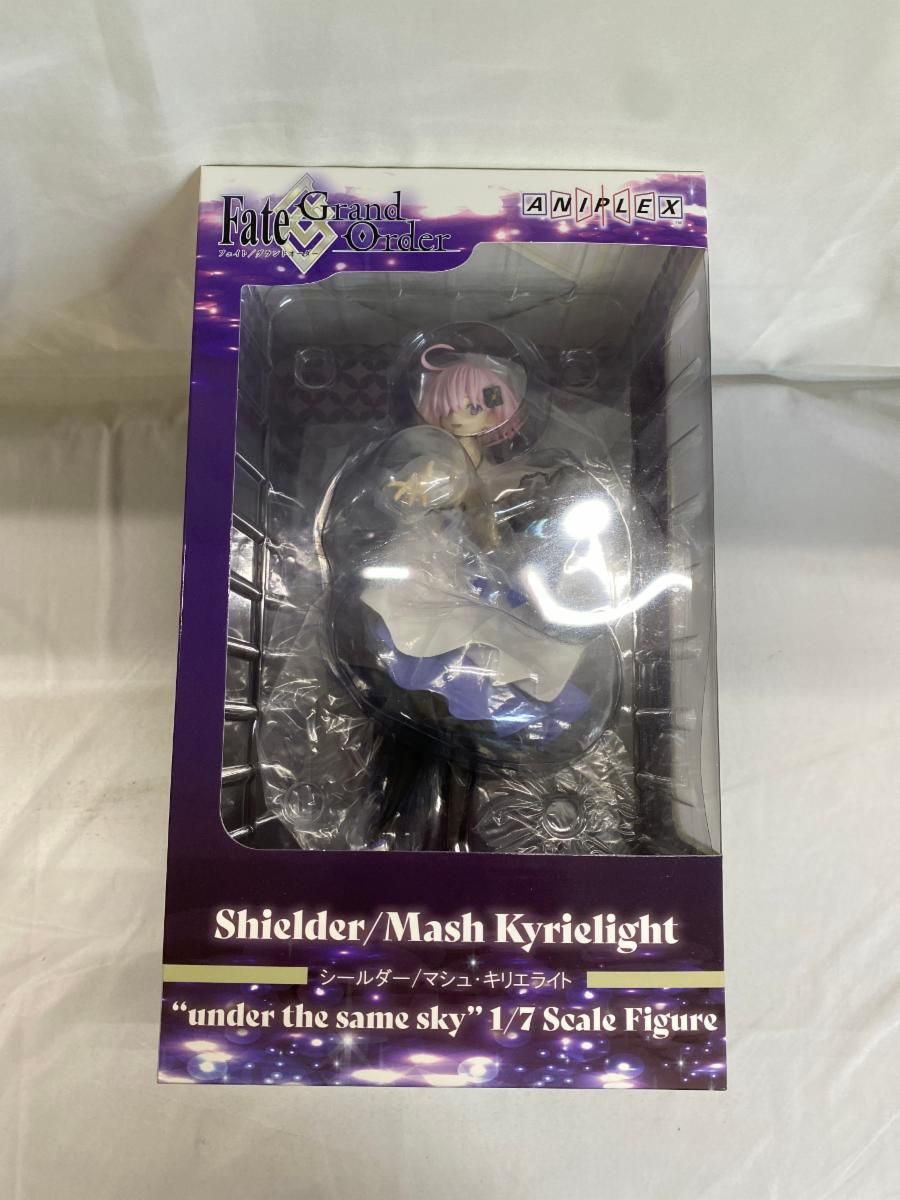 Fate Grand Order
フェイト/グランドオーダー
ANIPLEX
Shielder/Mash Kyrielight
シールダー/マシュ・キリエライト
“under the same sky” 1/7 Scale Figure